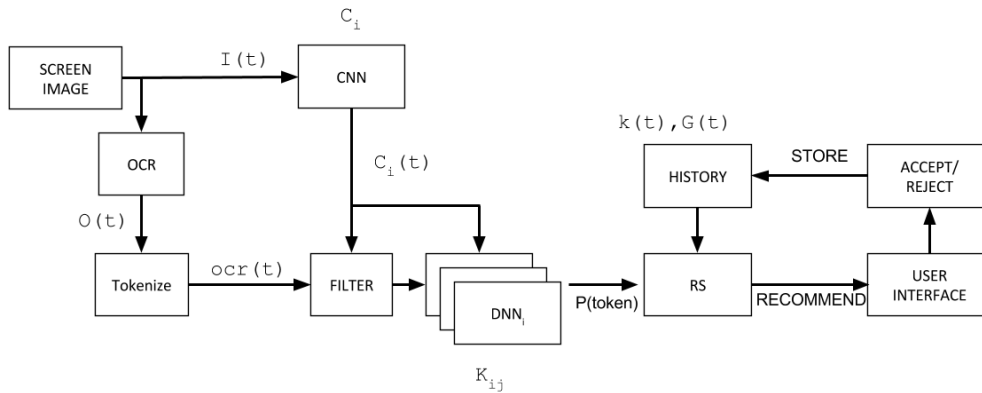 C_i
SCREEN
IMAGE
I(t)
CNN
OCR
O(t)
C_i(t)
k(t),G(t)
HISTORY
STORE
ACCEPT/
REJECT
Tokenize
ocr(t)
FILTER
DNN_i
P(token)
RS
RECOMMEND
USER
INTERFACE
K_ij